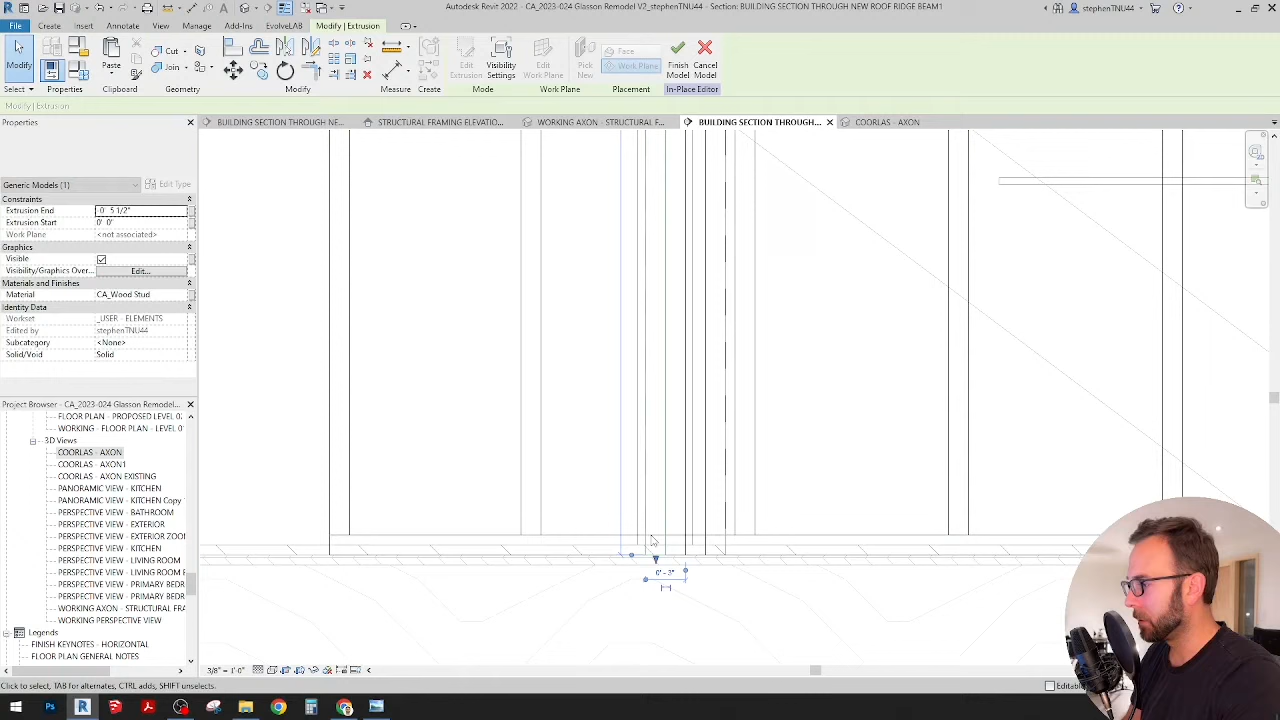 Autodesk Revit 2022 - CA_2023-024 Glasson Remodel V2_stephenTNU44 - Section: BUILDING SECTION THROUGH NEW ROOF RIDGE BEAM1
stephenTNU44
File
Create
Insert
Annotate
View
Manage
Add-Ins
EvolveLAB
Modify | Extrusion
Modify
Paste
Cut
Join
Edit Extrusion
Visibility Settings
Edit Work Plane
Pick New
Face
Work Plane
Finish Model
Cancel Model
Select
Properties
Clipboard
Geometry
Modify
Measure
Create
Mode
Work Plane
Placement
In-Place Editor
Modify | Extrusion
Properties
BUILDING SECTION THROUGH NE...
STRUCTURAL FRAMING ELEVATIO...
WORKING AXON - STRUCTURAL F...
BUILDING SECTION THROUGH...
COORLAS - AXON
Generic Models (1)
Edit Type
Constraints
Extrusion End
0' 5 1/2"
Extrusion Start
0' 0"
Work Plane
<not associated>
Graphics
Visible
Visibility/Graphics Over...
Edit...
Materials and Finishes
Material
CA_Wood Stud
Identity Data
Workset
_USER - ELEMENTS
Edited by
stephenTNU44
Subcategory
<None>
Solid/Void
Solid
Project Browser - CA_2023-024 Glasson Remodel...
FLOOR PLAN - PROPOSED LEVEL 02
WORKING - FLOOR PLAN - LEVEL 0
3D Views
COORLAS - AXON
COORLAS - AXON1
COORLAS - AXON EXISTING
PANORAMIC VIEW - KITCHEN
PANORAMIC VIEW - KITCHEN Copy
PERSPECTIVE VIEW - BATHROOM
PERSPECTIVE VIEW - EXTERIOR
PERSPECTIVE VIEW - KITCHEN
PERSPECTIVE VIEW - LIVING ROOM
PERSPECTIVE VIEW - PRIMARY BEDR
PERSPECTIVE VIEW - PRIMARY BEDR
WORKING AXON - STRUCTURAL FRA
WORKING PERSPECTIVE VIEW
Legends
FINISH KEYNOTES - HORIZONTAL
FLOOR PLAN GENERAL NOTES
0' - 3"
3/8" = 1'-0"
Click to select, TAB for alternates, CTRL adds, SHIFT unselects.